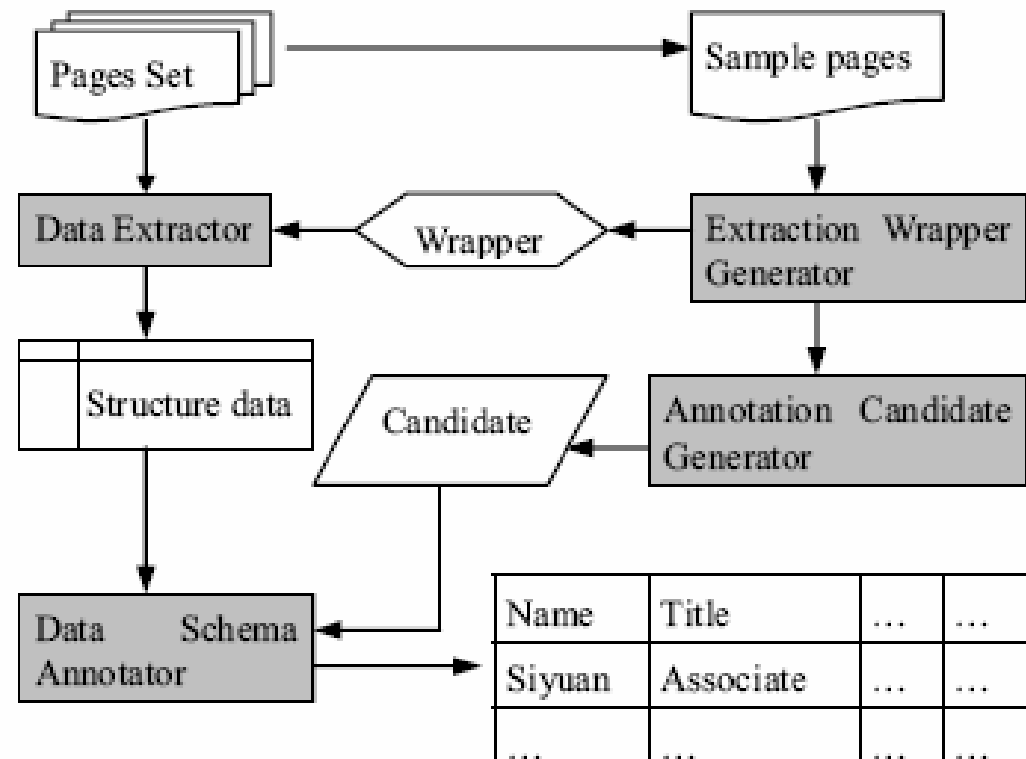 Pages Set
Sample pages
Data Extractor
Wrapper
Extraction Wrapper
Generator
Structure data
Candidate
Annotation Candidate
Generator
Data Schema
Annotator
Name Title ... ...
Siyuan Associate ... ...
... ... ... ...